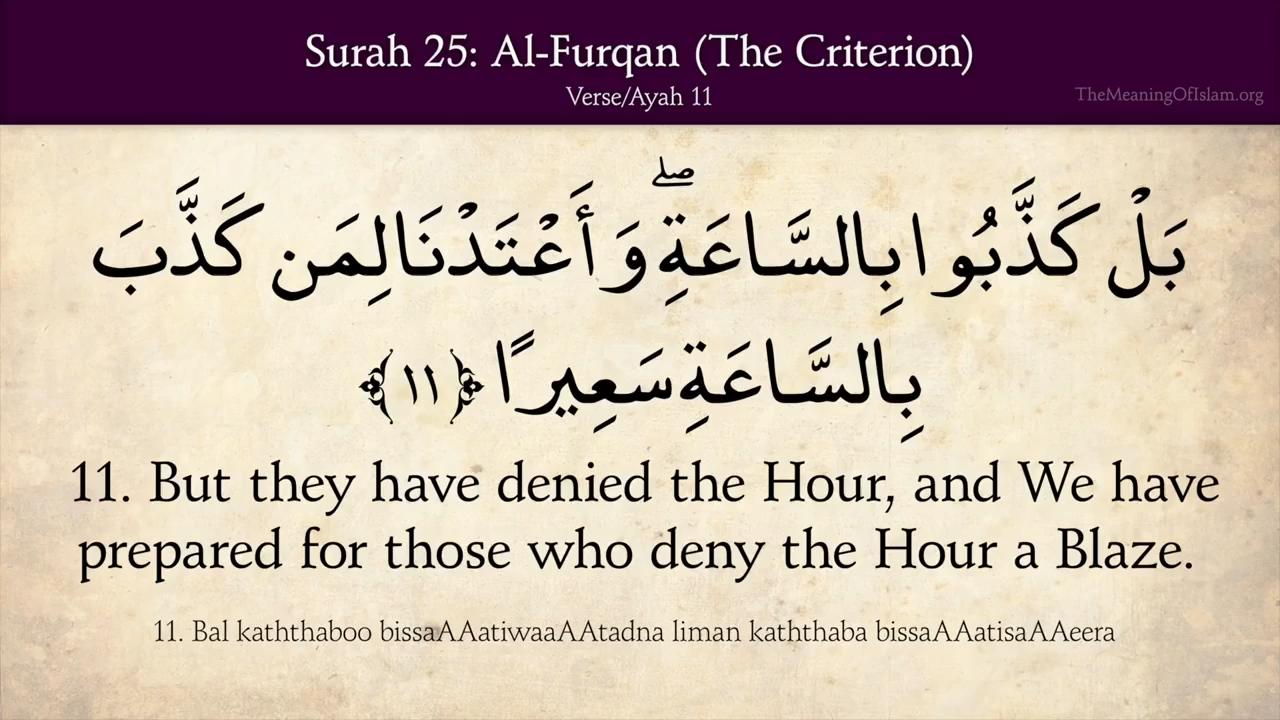 Surah 25: Al-Furqan (The Criterion)
Verse/Ayah 11
TheMeaningOfIslam.org
بَلْ كَذَّبُوا بِالسَّاعَةِ ۖ وَأَعْتَدْنَا لِمَن كَذَّبَ
بِالسَّاعَةِ سَعِيرًا ﴿١١﴾
11. But they have denied the Hour, and We have
prepared for those who deny the Hour a Blaze.
11. Bal kaththaboo bissaAAatiwaaAAtadna liman kaththaba bissaAAatisaAAeera